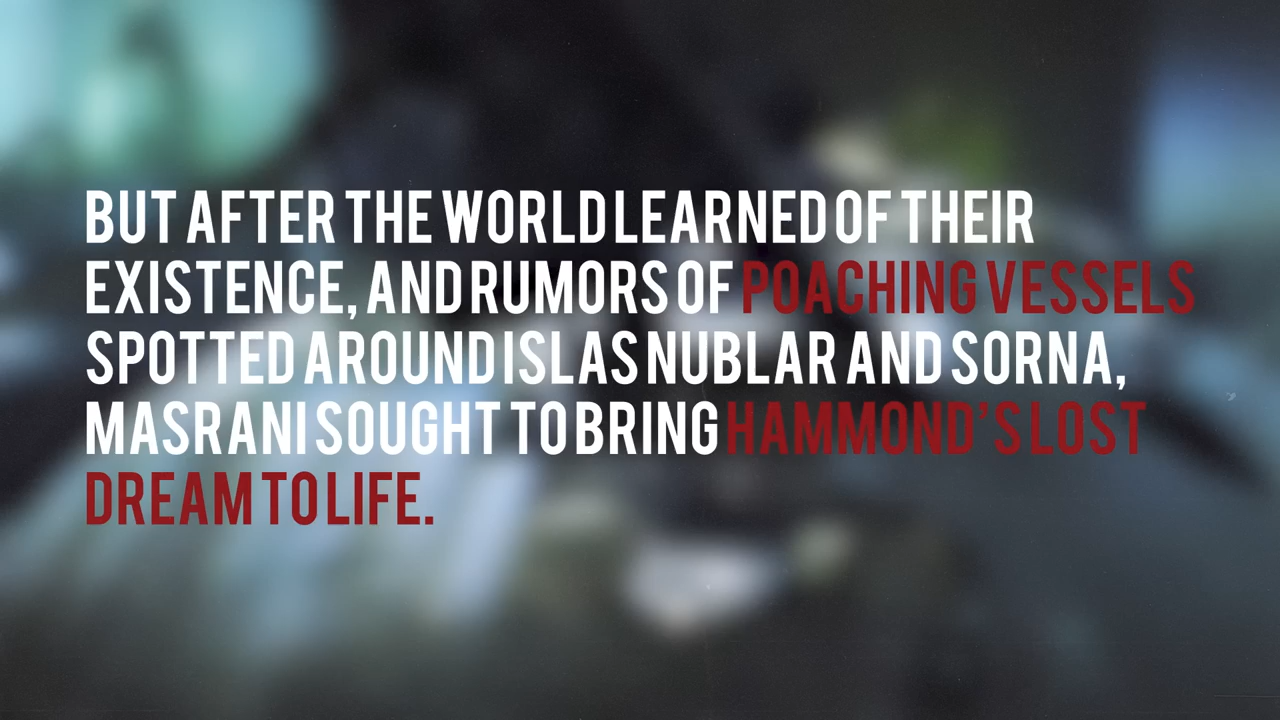 BUT AFTER THE WORLD LEARNED OF THEIR
EXISTENCE, AND RUMORS OF POACHING VESSELS
SPOTTED AROUND ISLAS NUBLAR AND SORNA,
MASRANI SOUGHT TO BRING HAMMOND'S LOST
DREAM TO LIFE.